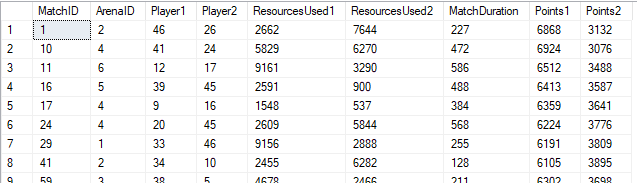 MatchID ArenaID Player1 Player2 ResourcesUsed1 ResourcesUsed2 MatchDuration Points1 Points2
1 1 2 46 26 2662 7644 227 6868 3132
2 10 4 41 24 5829 6270 472 6924 3076
3 11 6 12 17 9161 3290 586 6512 3488
4 16 5 39 45 2591 900 488 6413 3587
5 17 4 9 16 1548 537 384 6359 3641
6 24 4 20 45 2609 5844 568 6224 3776
7 29 1 33 46 9156 2888 255 6191 3809
8 41 2 34 10 2455 6282 128 6105 3895
9 59 3 38 5 4678 2466 211 6302 3698